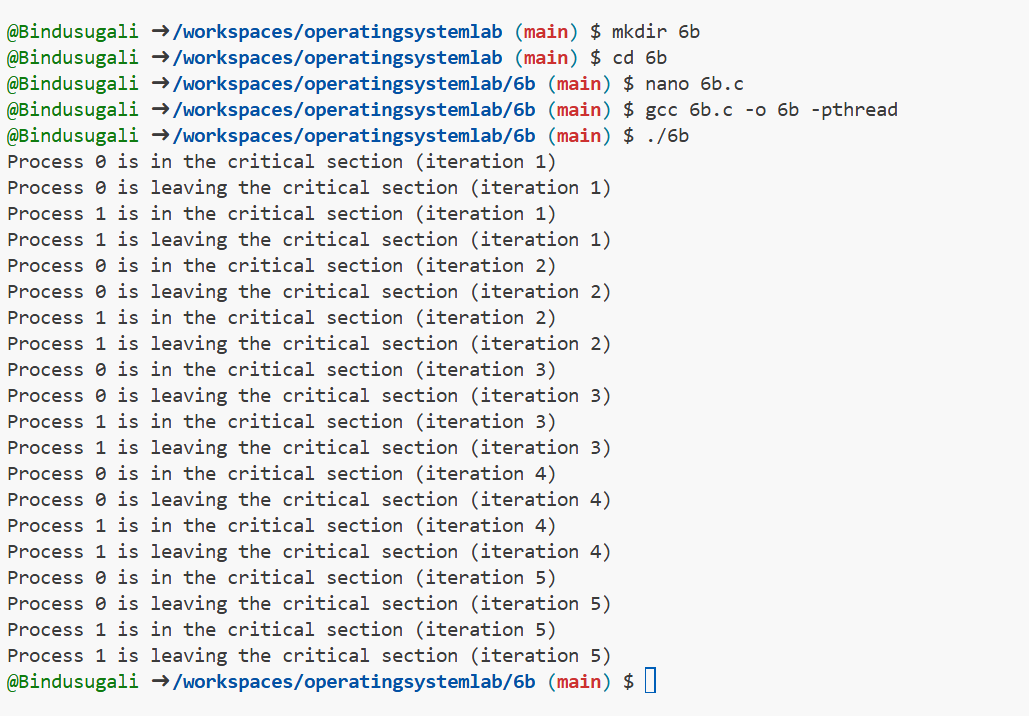 @Bindusugali ➜/workspaces/operatingsystemlab (main) $ mkdir 6b
@Bindusugali ➜/workspaces/operatingsystemlab (main) $ cd 6b
@Bindusugali ➜/workspaces/operatingsystemlab/6b (main) $ nano 6b.c
@Bindusugali ➜/workspaces/operatingsystemlab/6b (main) $ gcc 6b.c -o 6b -pthread
@Bindusugali ➜/workspaces/operatingsystemlab/6b (main) $ ./6b
Process 0 is in the critical section (iteration 1)
Process 0 is leaving the critical section (iteration 1)
Process 1 is in the critical section (iteration 1)
Process 1 is leaving the critical section (iteration 1)
Process 0 is in the critical section (iteration 2)
Process 0 is leaving the critical section (iteration 2)
Process 1 is in the critical section (iteration 2)
Process 1 is leaving the critical section (iteration 2)
Process 0 is in the critical section (iteration 3)
Process 0 is leaving the critical section (iteration 3)
Process 1 is in the critical section (iteration 3)
Process 1 is leaving the critical section (iteration 3)
Process 0 is in the critical section (iteration 4)
Process 0 is leaving the critical section (iteration 4)
Process 1 is in the critical section (iteration 4)
Process 1 is leaving the critical section (iteration 4)
Process 0 is in the critical section (iteration 5)
Process 0 is leaving the critical section (iteration 5)
Process 1 is in the critical section (iteration 5)
Process 1 is leaving the critical section (iteration 5)
@Bindusugali ➜/workspaces/operatingsystemlab/6b (main) $